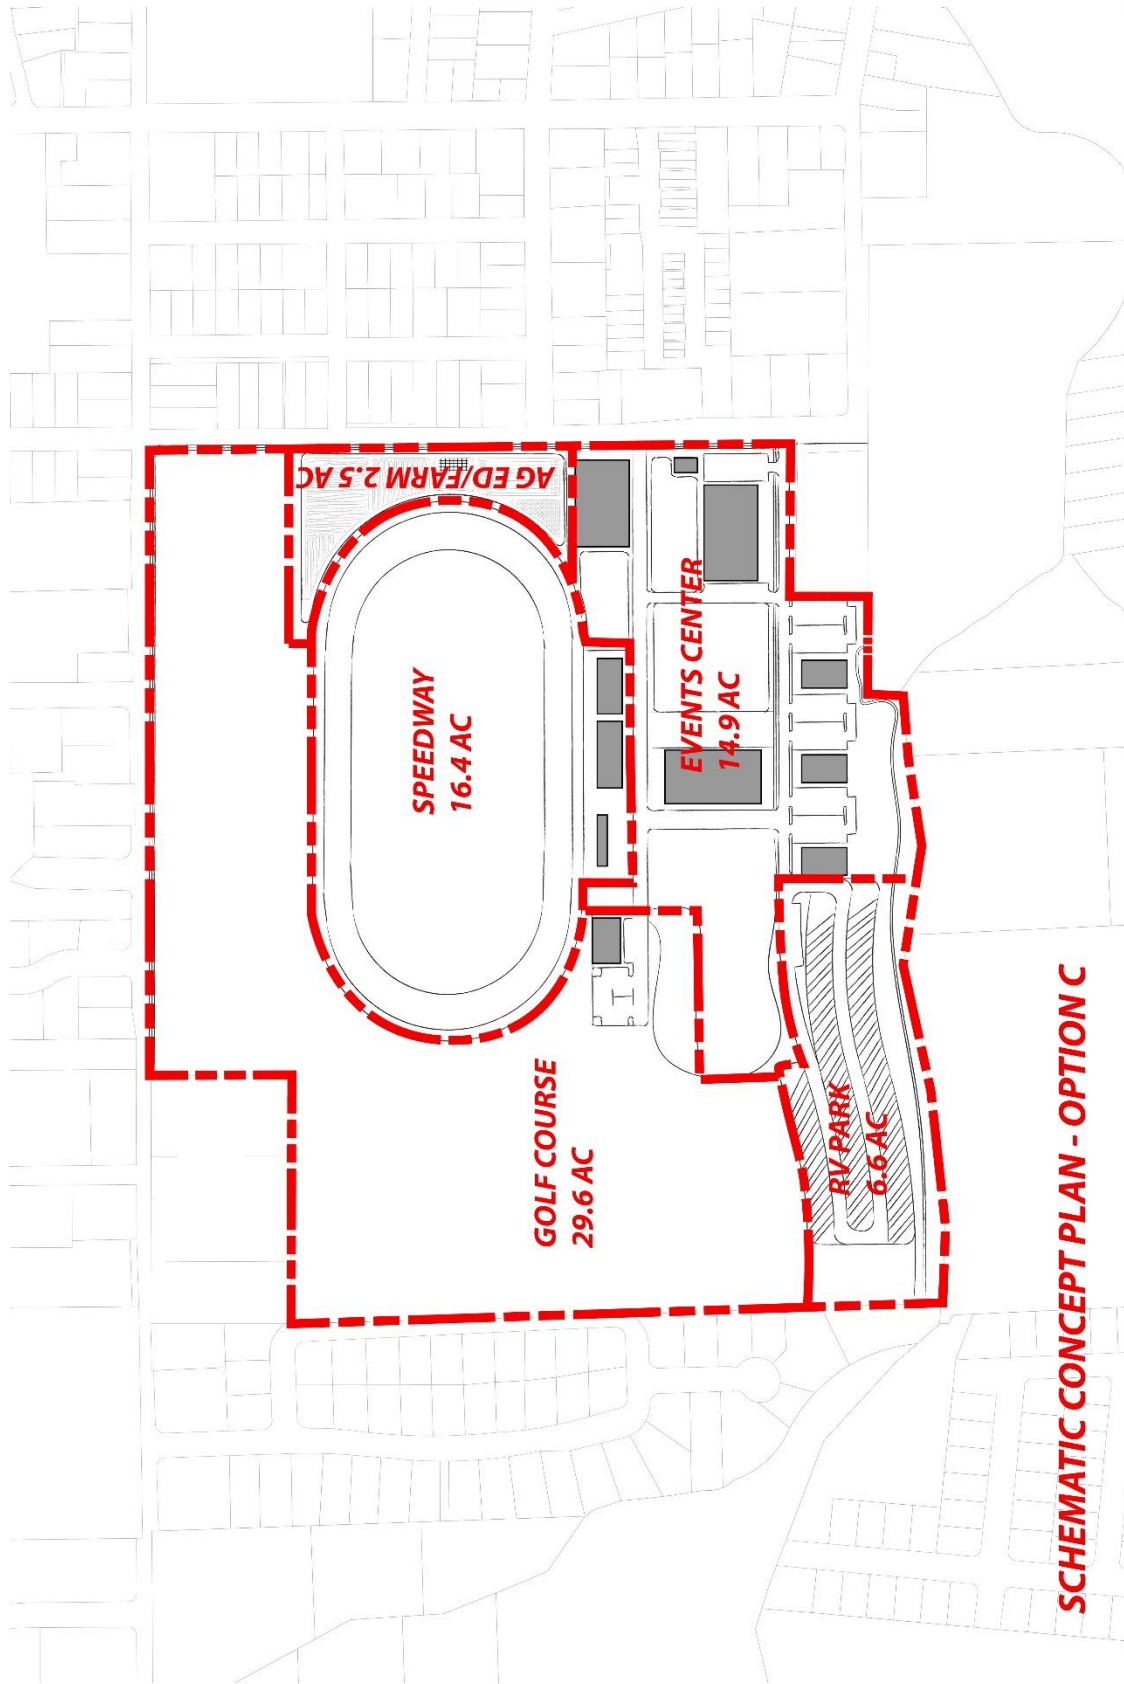 AG ED/FARM 2.5 AC
SPEEDWAY
16.4 AC
EVENTS CENTER
14.9 AC
GOLF COURSE
29.6 AC
RV PARK
6.6 AC
SCHEMATIC CONCEPT PLAN - OPTION C